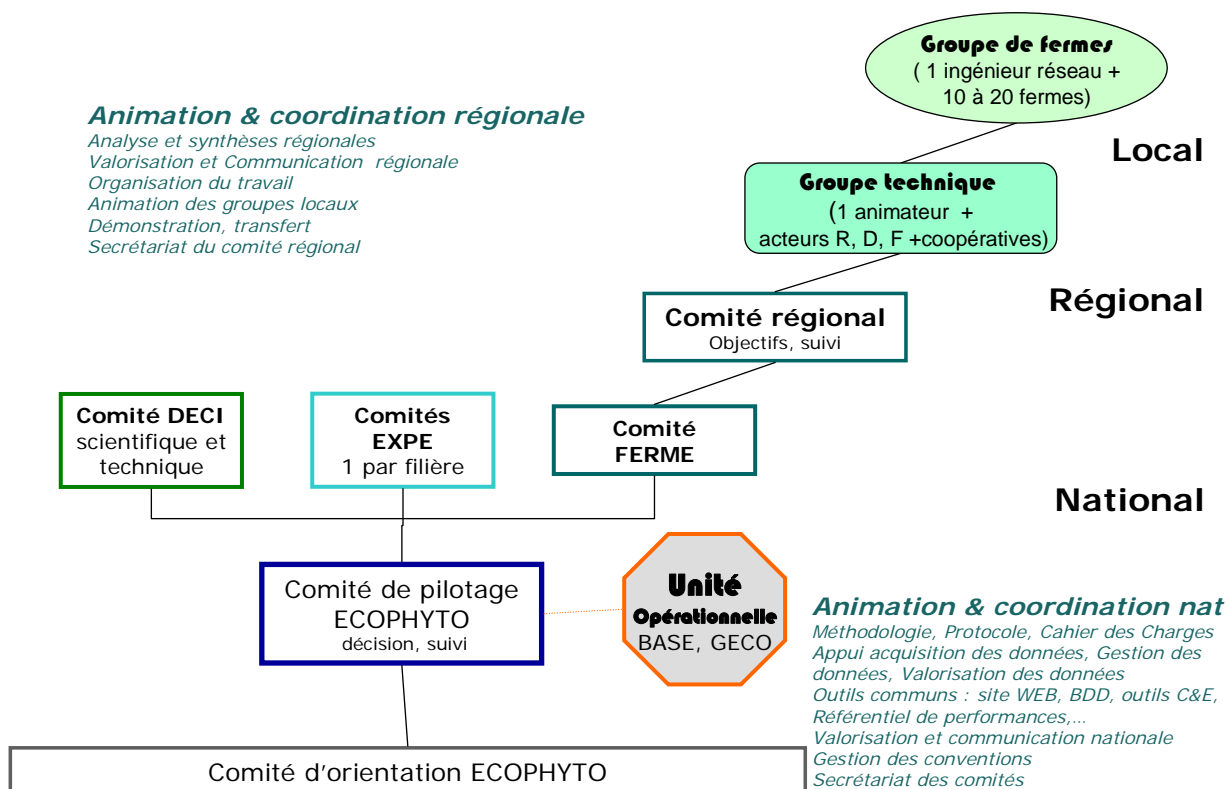 Groupe de fermes
( 1 ingénieur réseau +
10 à 20 fermes)
Animation & coordination régionale
Analyse et synthèses régionales
Valorisation et Communication régionale
Organisation du travail
Animation des groupes locaux
Démonstration, transfert
Secrétariat du comité régional
Local
Groupe technique
(1 animateur +
acteurs R, D, F +coopératives)
Régional
Comité régional
Objectifs, suivi
Comité DECI
scientifique et
technique
Comités
EXPE
1 par filière
Comité
FERME
National
Comité de pilotage
ECOPHYTO
décision, suivi
Unité
Opérationnelle
BASE, GECO
Animation & coordination nat
Méthodologie, Protocole, Cahier des Charges
Appui acquisition des données, Gestion des
données, Valorisation des données
Outils communs : site WEB, BDD, outils C&E,
Référentiel de performances,...
Valorisation et communication nationale
Gestion des conventions
Secrétariat des comités
Comité d'orientation ECOPHYTO